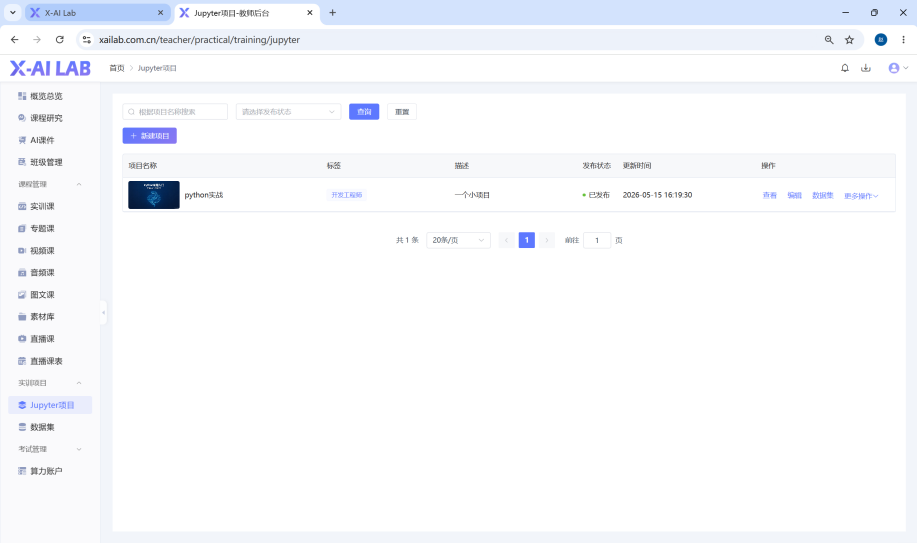 X-AI Lab
Jupyter项目-教师后台
xailab.com.cn/teacher/practical/training/jupyter
X-AI LAB
首页 > Jupyter项目
概览总览
课程研究
AI课件
班级管理
课程管理
实训课
专题课
视频课
音频课
图文课
素材库
直播课
直播课表
实训项目
Jupyter项目
数据集
考试管理
算力账户
根据项目名称搜索 请选择发布状态 查询 重置
+ 新建项目
项目名称 标签 描述 发布状态 更新时间 操作
python实战 开发工程师 一个小项目 已发布 2026-05-15 16:19:30 查看 编辑 数据集 更多操作
共 1 条 20条/页 1 前往 1 页